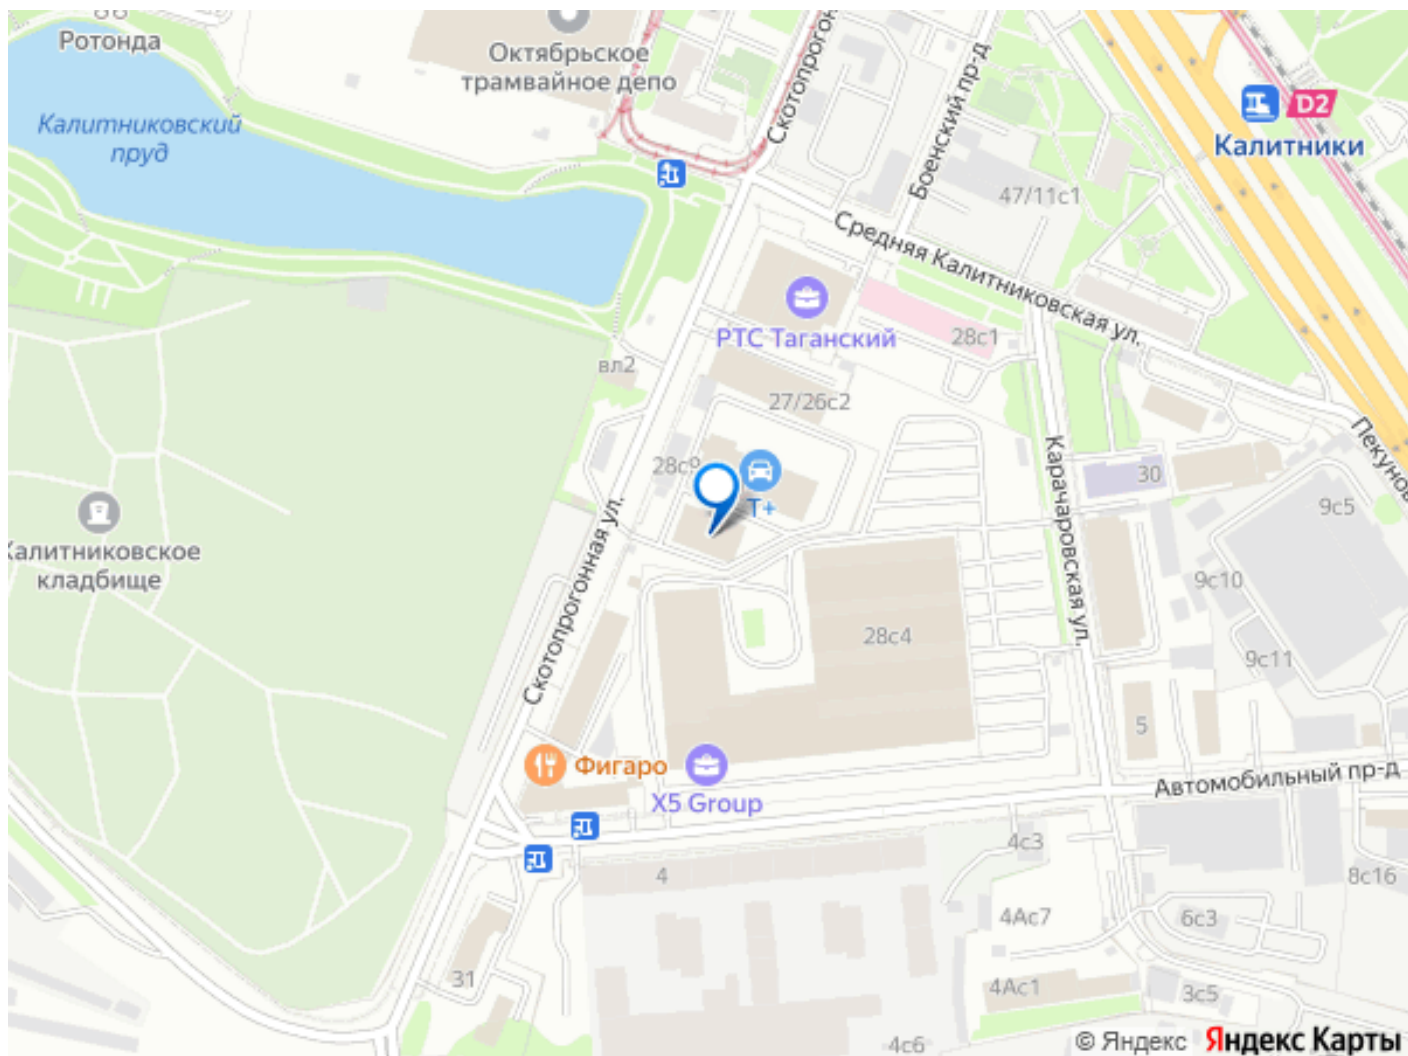 Ротонда
Октябрьское
трамвайное депо
Скотопрогон
Боенский пр-д
D2
Калитники
Калитниковский
пруд
47/11с1
Средняя Калитниковская ул.
РТС Таганский
28с1
вл2
27/26с2
Пекунов
Карачаровская ул.
28с9
Т+
30
9с5
Скотопрогонная ул.
Калитниковское
кладбище
9с10
28с4
9с11
5
Фигаро
X5 Group
Автомобильный пр-д
4с3
4
8с16
4Ас7
6с3
31
4Ас1
3с5
4с6
© Яндекс Яндекс Карты